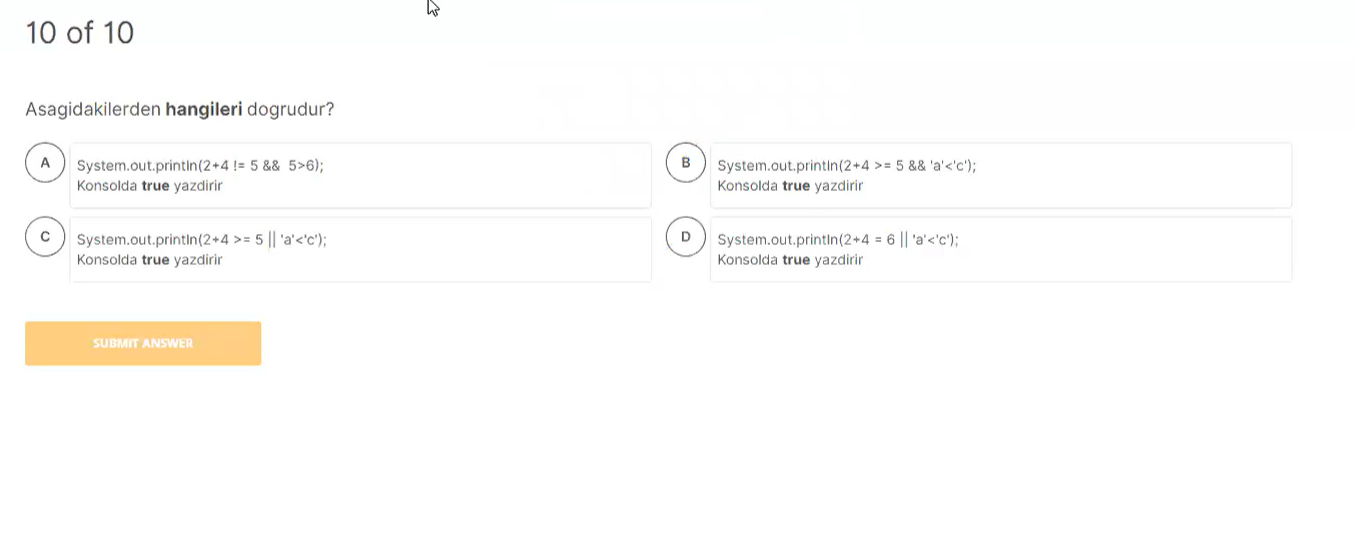 10 of 10
Asagidakilerden hangileri dogrudur?
A
System.out.println(2+4 != 5 &&  5>6);
Konsolda true yazdirir
B
System.out.println(2+4 >= 5 && 'a'<'c');
Konsolda true yazdirir
C
System.out.println(2+4 >= 5 || 'a'<'c');
Konsolda true yazdirir
D
System.out.println(2+4 = 6 || 'a'<'c');
Konsolda true yazdirir
SUBMIT ANSWER